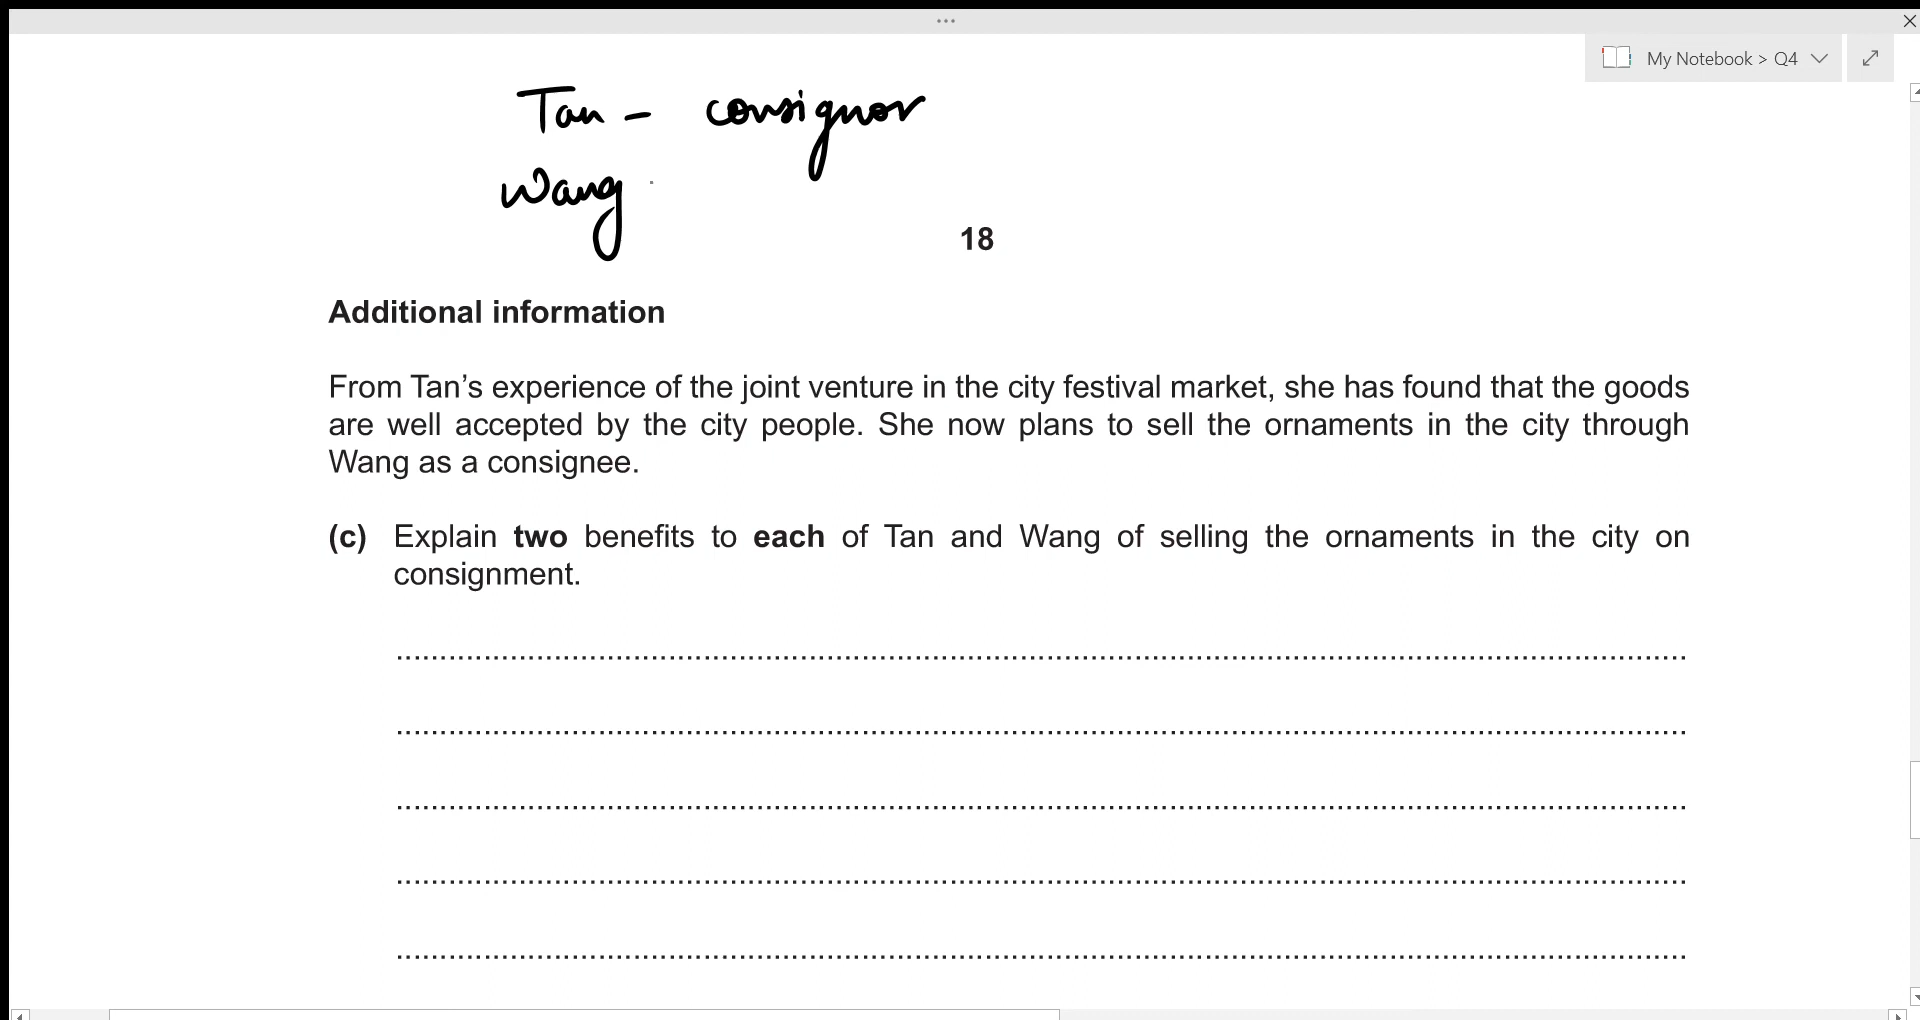 My Notebook > Q4
Tan - consignor
Wang
18
Additional information
From Tan's experience of the joint venture in the city festival market, she has found that the goods
are well accepted by the city people. She now plans to sell the ornaments in the city through
Wang as a consignee.
(c) Explain two benefits to each of Tan and Wang of selling the ornaments in the city on
consignment.